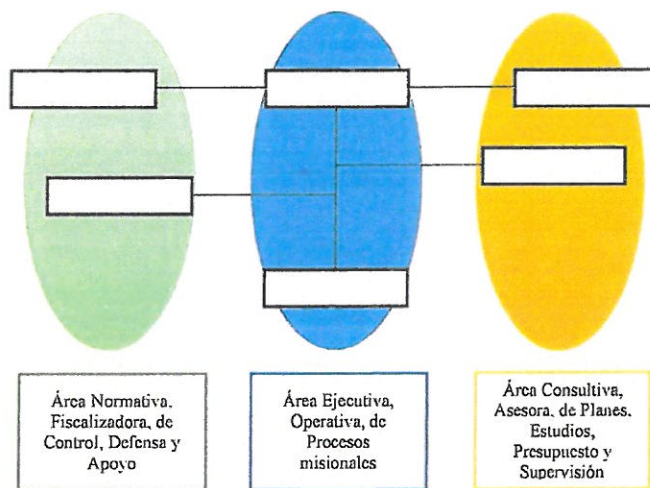 Área Normativa,
Fiscalizadora, de
Control, Defensa y
Apoyo
Área Ejecutiva,
Operativa, de
Procesos
misionales
Área Consultiva,
Asesora, de Planes,
Estudios,
Presupuesto y
Supervisión